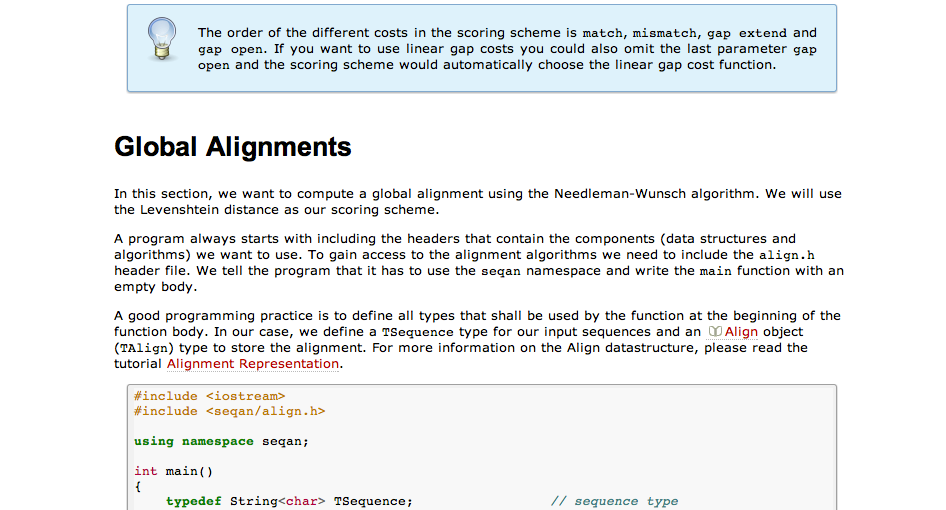 The order of the different costs in the scoring scheme is match, mismatch, gap extend and
gap open. If you want to use linear gap costs you could also omit the last parameter gap
open and the scoring scheme would automatically choose the linear gap cost function.
Global Alignments
In this section, we want to compute a global alignment using the Needleman-Wunsch algorithm. We will use
the Levenshtein distance as our scoring scheme.
A program always starts with including the headers that contain the components (data structures and
algorithms) we want to use. To gain access to the alignment algorithms we need to include the align.h
header file. We tell the program that it has to use the seqan namespace and write the main function with an
empty body.
A good programming practice is to define all types that shall be used by the function at the beginning of the
function body. In our case, we define a TSequence type for our input sequences and an Align object
(TAlign) type to store the alignment. For more information on the Align datastructure, please read the
tutorial Alignment Representation.
#include <iostream>
#include <seqan/align.h>
using namespace seqan;
int main()
{
typedef String<char> TSequence; // sequence type